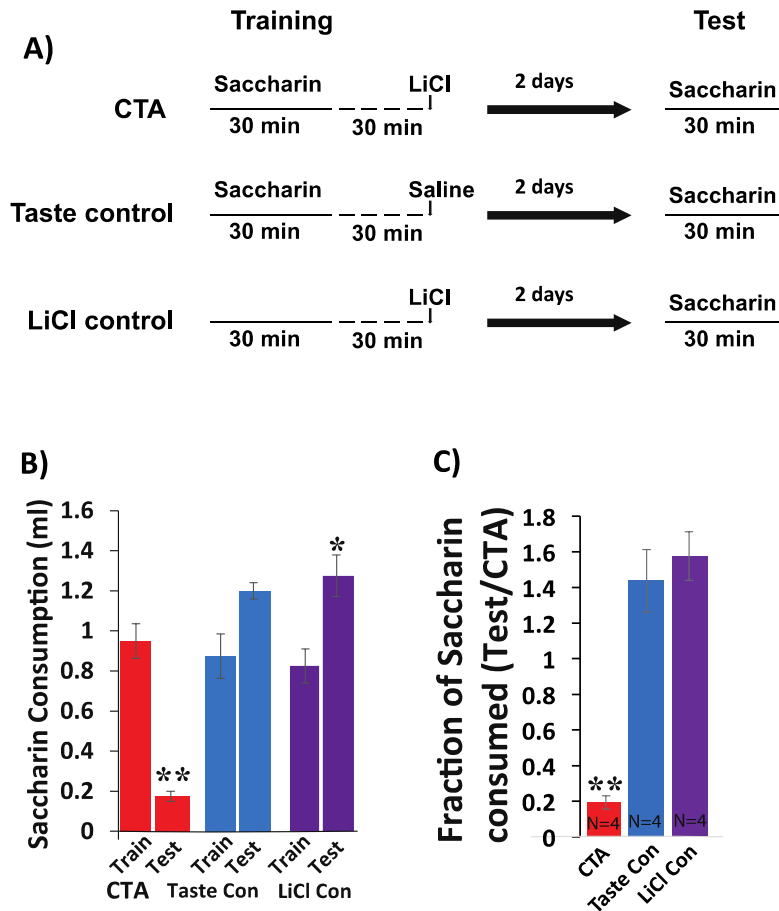 Training Test
A)
Saccharin LiCl 2 days Saccharin
CTA
30 min 30 min 30 min
Saccharin Saline 2 days Saccharin
Taste control
30 min 30 min 30 min
LiCl 2 days Saccharin
LiCl control
30 min 30 min 30 min
B)
Saccharin Consumption (ml)
1.6
1.4
1.2
1
0.8
0.6
0.4
0.2
0
**
*
Train Test Train Test Train Test
CTA Taste Con LiCl Con
C)
Fraction of Saccharin
consumed (Test/CTA)
1.8
1.6
1.4
1.2
1
0.8
0.6
0.4
0.2
0
**
N=4 N=4 N=4
CTA Taste Con LiCl Con